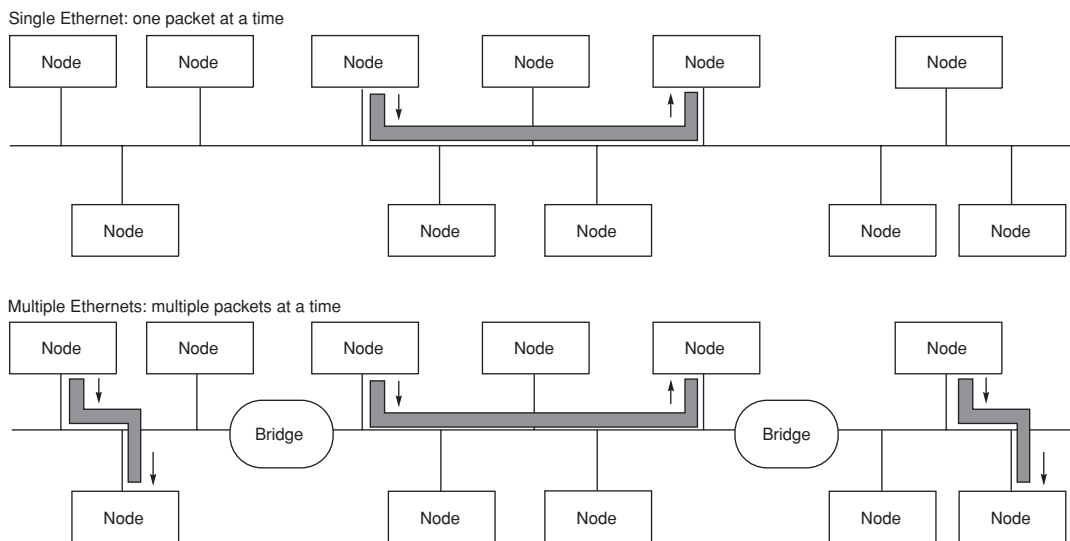 Single Ethernet: one packet at a time
Node Node Node Node Node Node
Node Node Node Node Node
Multiple Ethernets: multiple packets at a time
Node Node Node Node Node Node
Bridge Bridge
Node Node Node Node Node